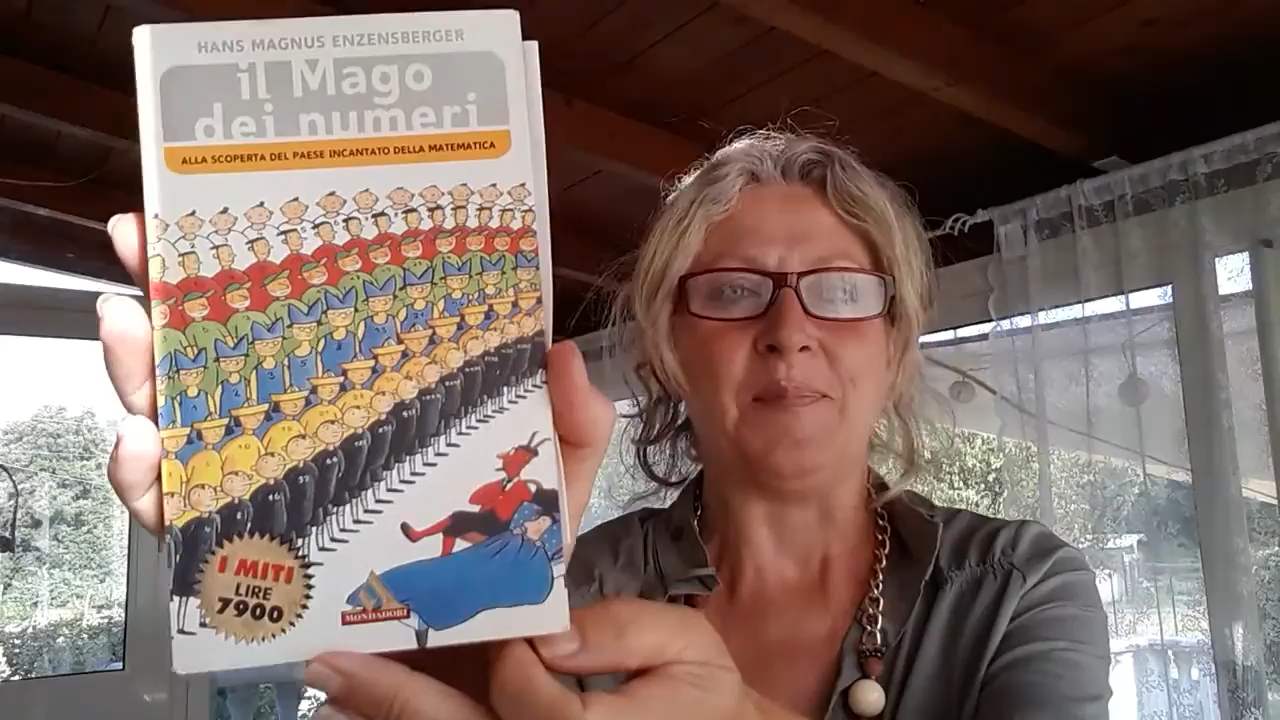 HANS MAGNUS ENZENSBERGER
il Mago
dei numeri
ALLA SCOPERTA DEL PAESE INCANTATO DELLA MATEMATICA
I MITI
LIRE
7900
MONDADORI